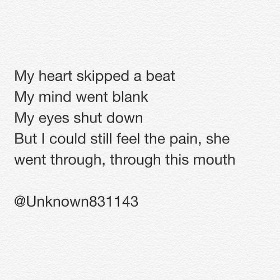 My heart skipped a beat
My mind went blank
My eyes shut down
But I could still feel the pain, she
went through, through this mouth
@Unknown831143